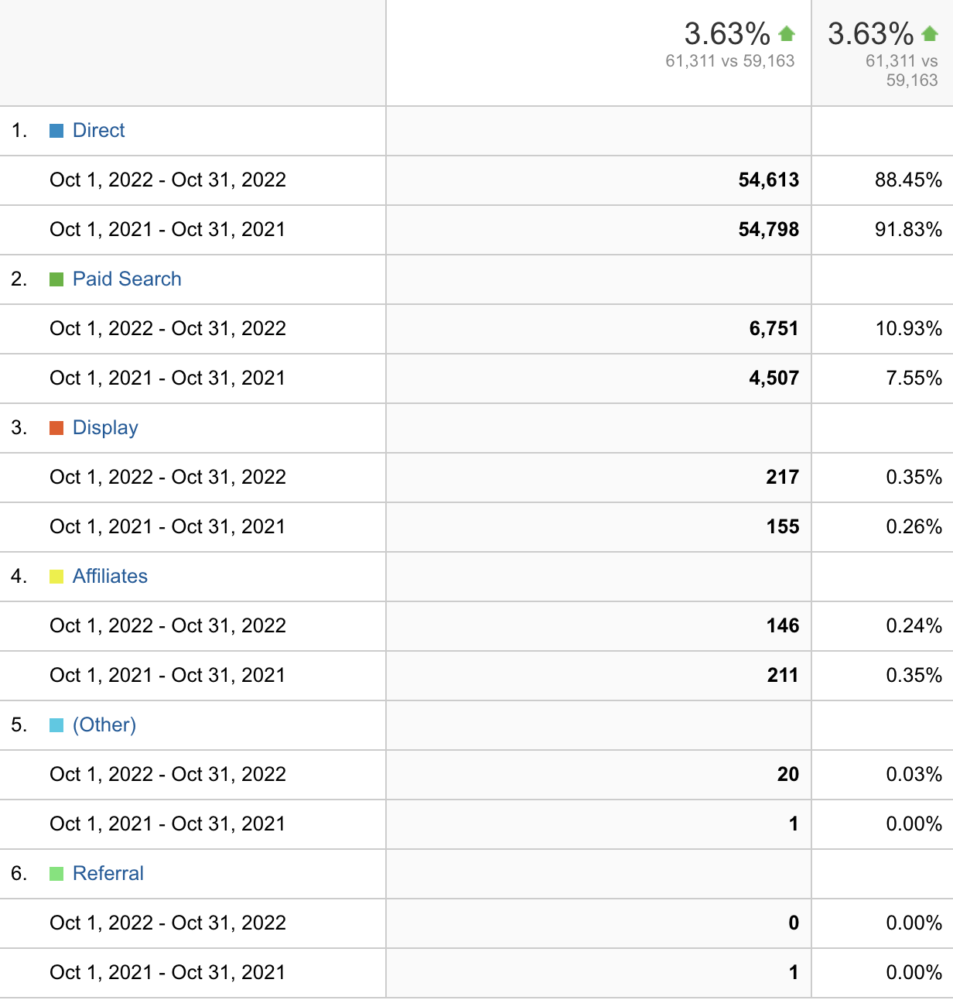 3.63% 3.63%
61,311 vs 59,163 61,311 vs
59,163
1. Direct
Oct 1, 2022 - Oct 31, 2022 54,613 88.45%
Oct 1, 2021 - Oct 31, 2021 54,798 91.83%
2. Paid Search
Oct 1, 2022 - Oct 31, 2022 6,751 10.93%
Oct 1, 2021 - Oct 31, 2021 4,507 7.55%
3. Display
Oct 1, 2022 - Oct 31, 2022 217 0.35%
Oct 1, 2021 - Oct 31, 2021 155 0.26%
4. Affiliates
Oct 1, 2022 - Oct 31, 2022 146 0.24%
Oct 1, 2021 - Oct 31, 2021 211 0.35%
5. (Other)
Oct 1, 2022 - Oct 31, 2022 20 0.03%
Oct 1, 2021 - Oct 31, 2021 1 0.00%
6. Referral
Oct 1, 2022 - Oct 31, 2022 0 0.00%
Oct 1, 2021 - Oct 31, 2021 1 0.00%